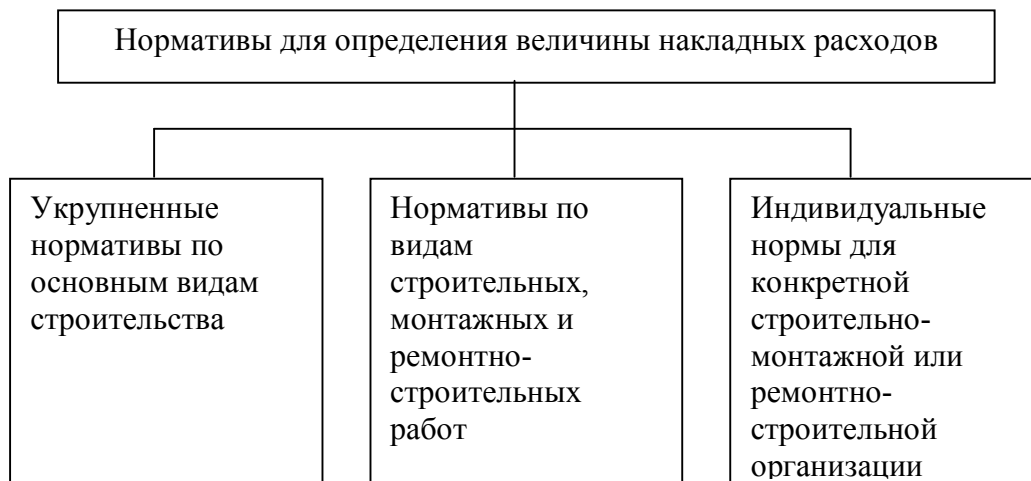 Нормативы для определения величины накладных расходов
Укрупненные
нормативы по
основным видам
строительства
Нормативы по
видам
строительных,
монтажных и
ремонтно-
строительных
работ
Индивидуальные
нормы для
конкретной
строительно-
монтажной или
ремонтно-
строительной
организации